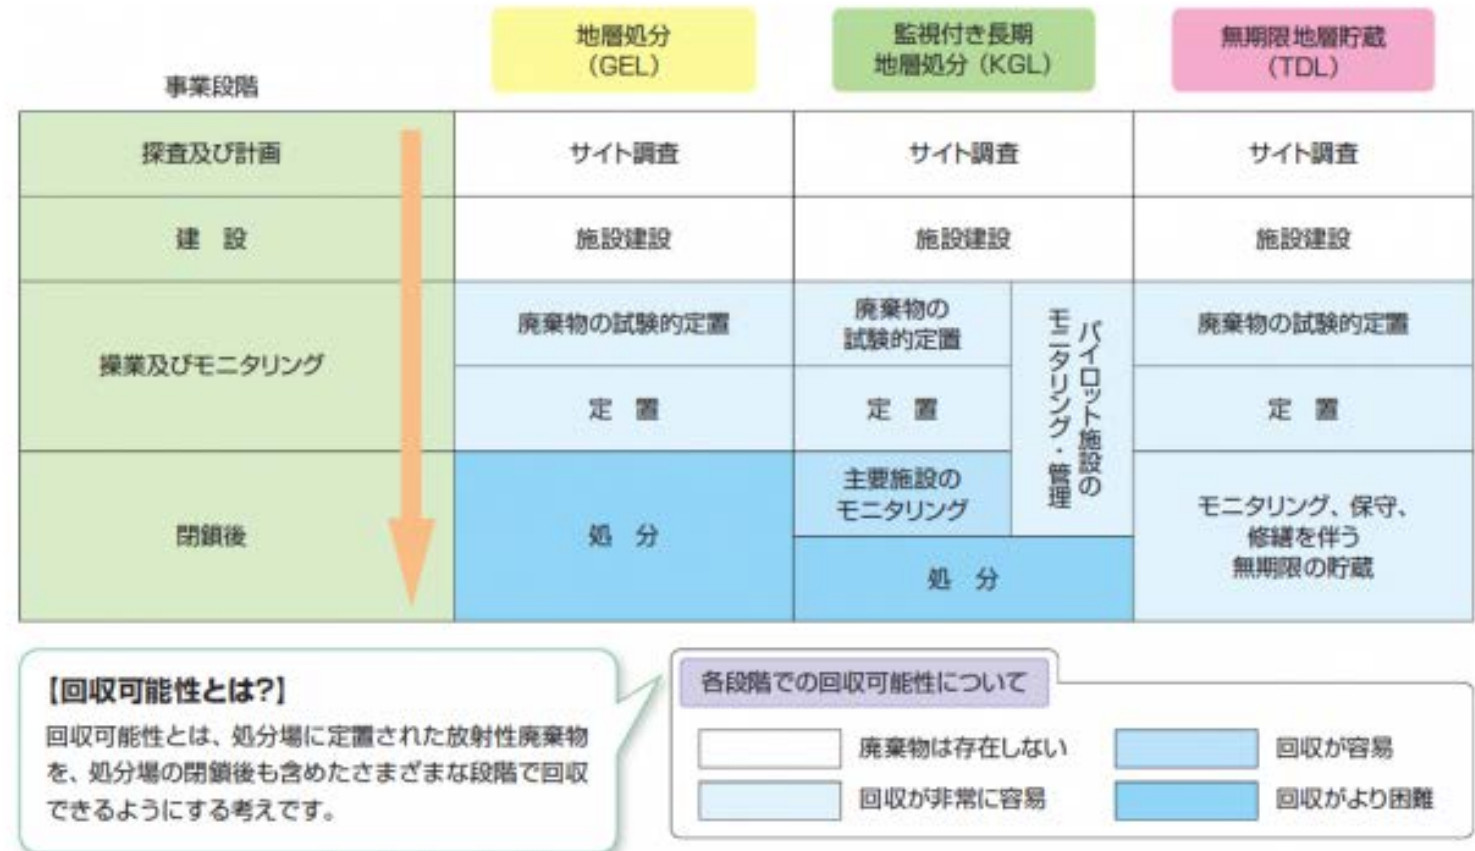 地層処分
(GEL)
監視付き長期
地層処分(KGL)
無期限地層貯蔵
(TDL)
事業段階
探査及び計画
サイト調査
サイト調査
サイト調査
建 設
施設建設
施設建設
施設建設
操業及びモニタリング
廃棄物の試験的定置
廃棄物の
試験的定置
パイロット施設の
モニタリング・管理
廃棄物の試験的定置
定 置
定 置
定 置
閉鎖後
処 分
主要施設の
モニタリング
処 分
モニタリング、保守、
修繕を伴う
無期限の貯蔵
【回収可能性とは?】
回収可能性とは、処分場に定置された放射性廃棄物
を、処分場の閉鎖後も含めたさまざまな段階で回収
できるようにする考えです。
各段階での回収可能性について
廃棄物は存在しない
回収が容易
回収が非常に容易
回収がより困難